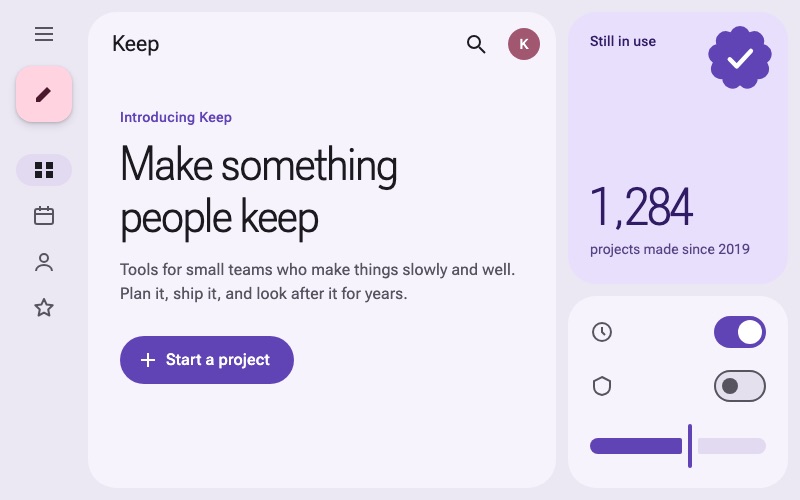 Keep
K
Introducing Keep
Make something
people keep
Tools for small teams who make things slowly and well.
Plan it, ship it, and look after it for years.
Start a project
Still in use
1,284
projects made since 2019